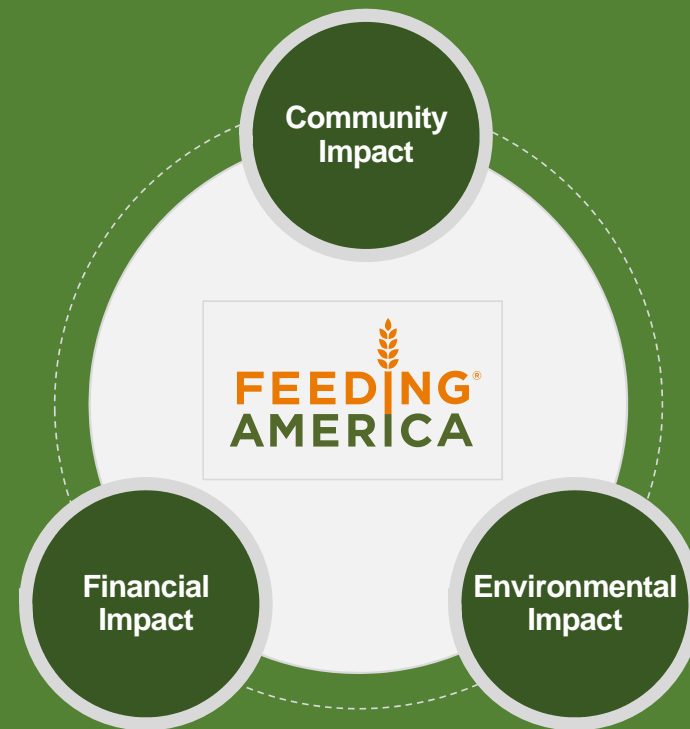 Community
Impact
FEEDING®
AMERICA
Financial
Impact
Environmental
Impact